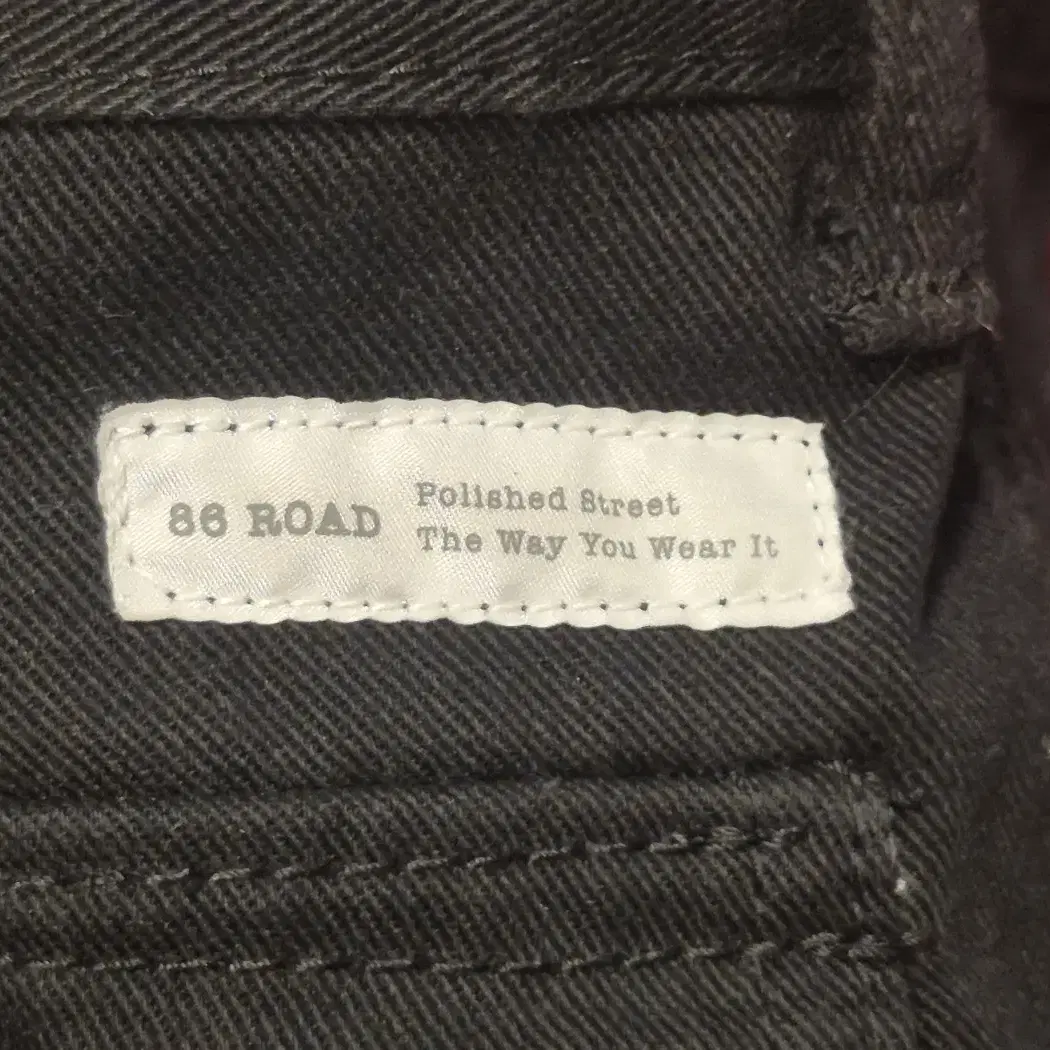 86 ROAD
Polished Street
The Way You Wear It